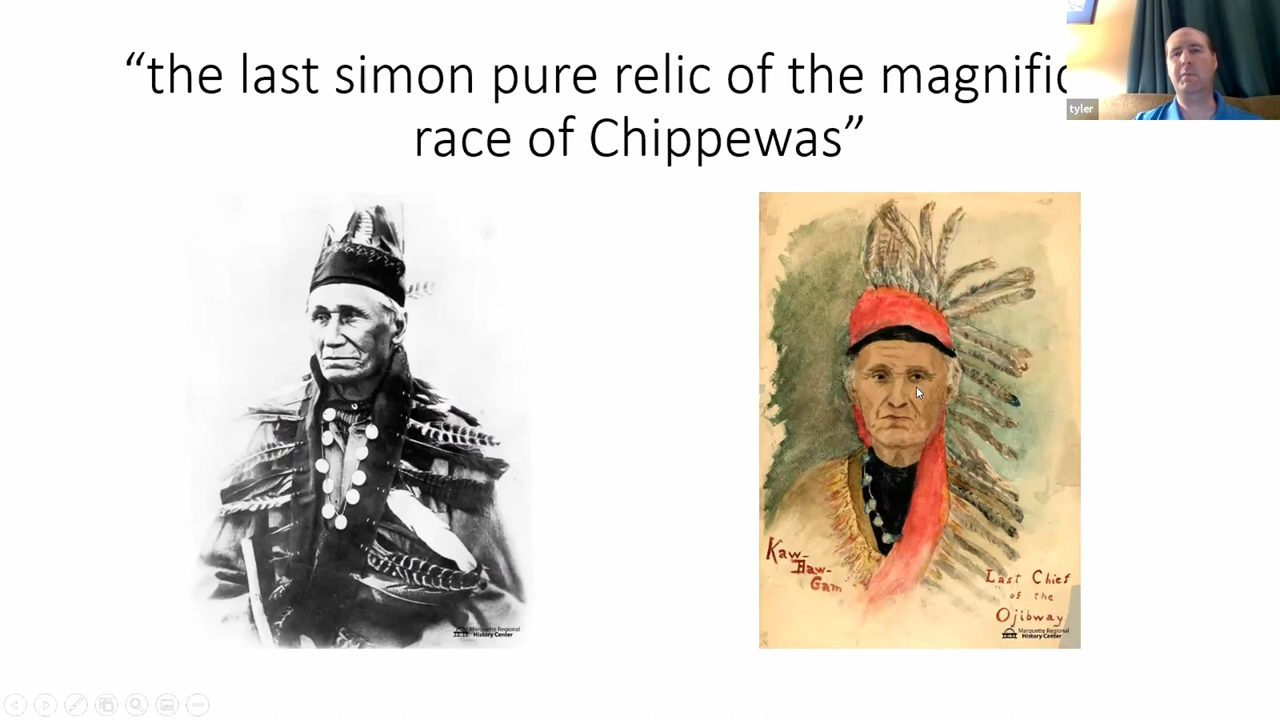 “the last simon pure relic of the magnific
race of Chippewas”
tyler
Kaw-
Baw-
Gam
Last Chief
of the
Ojibway
Marquette Regional
History Center
Marquette Regional
History Center